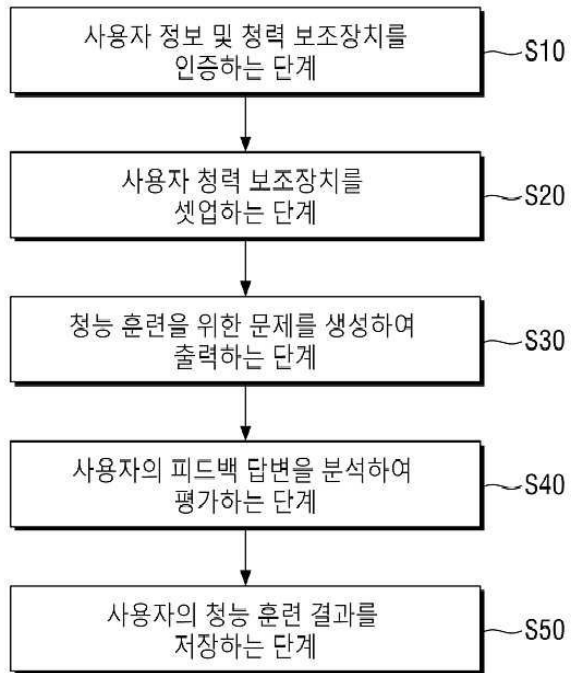 사용자 정보 및 청력 보조장치를
인증하는 단계
S10
사용자 청력 보조장치를
셋업하는 단계
S20
청능 훈련을 위한 문제를 생성하여
출력하는 단계
S30
사용자의 피드백 답변을 분석하여
평가하는 단계
S40
사용자의 청능 훈련 결과를
저장하는 단계
S50